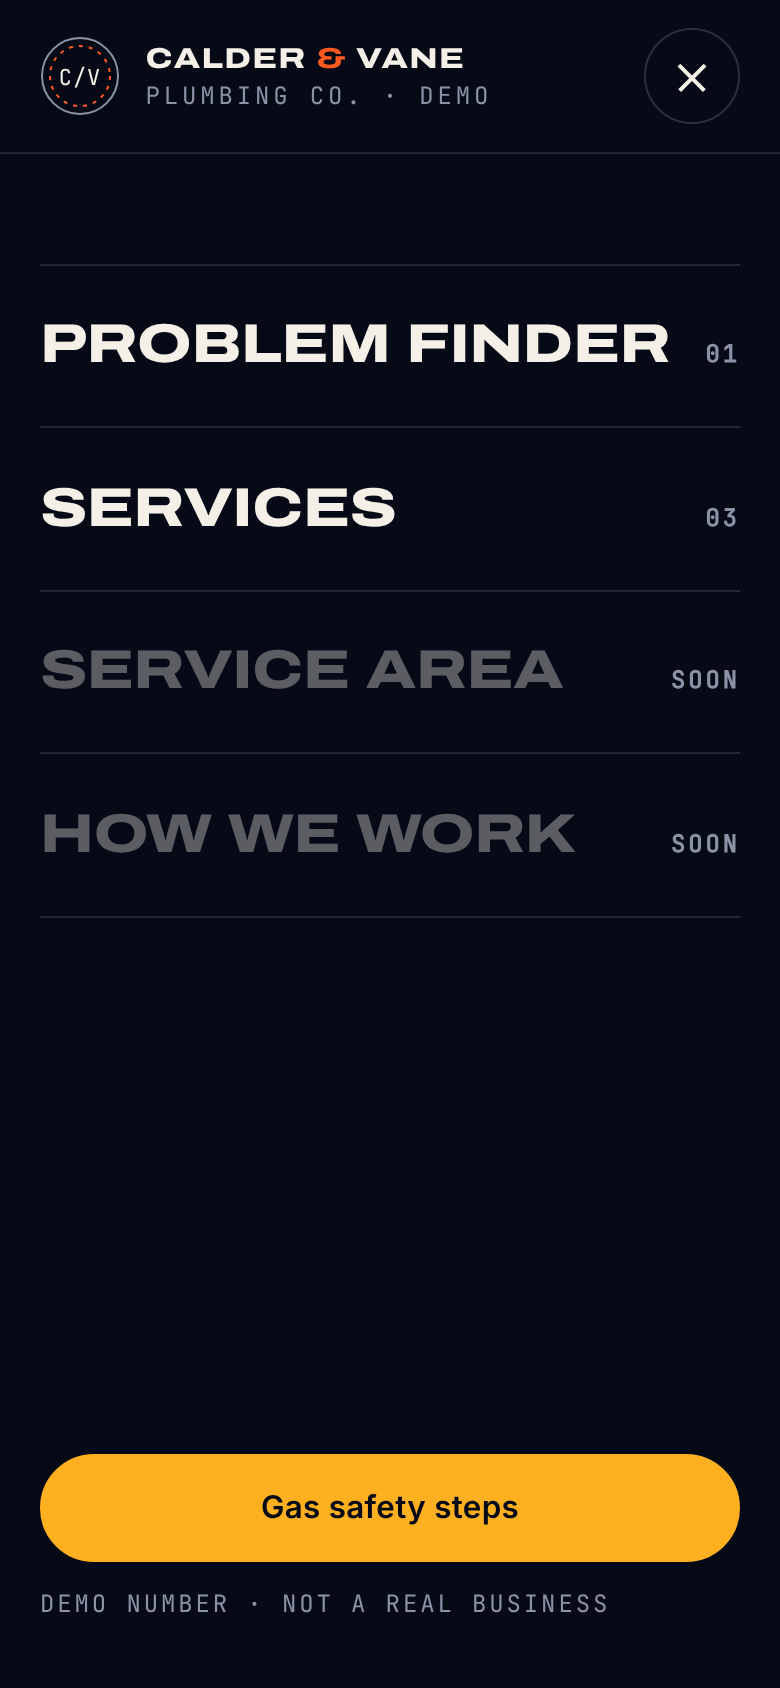 C/V
CALDER & VANE
PLUMBING CO. · DEMO
PROBLEM FINDER 01
SERVICES 03
SERVICE AREA SOON
HOW WE WORK SOON
Gas safety steps
DEMO NUMBER · NOT A REAL BUSINESS